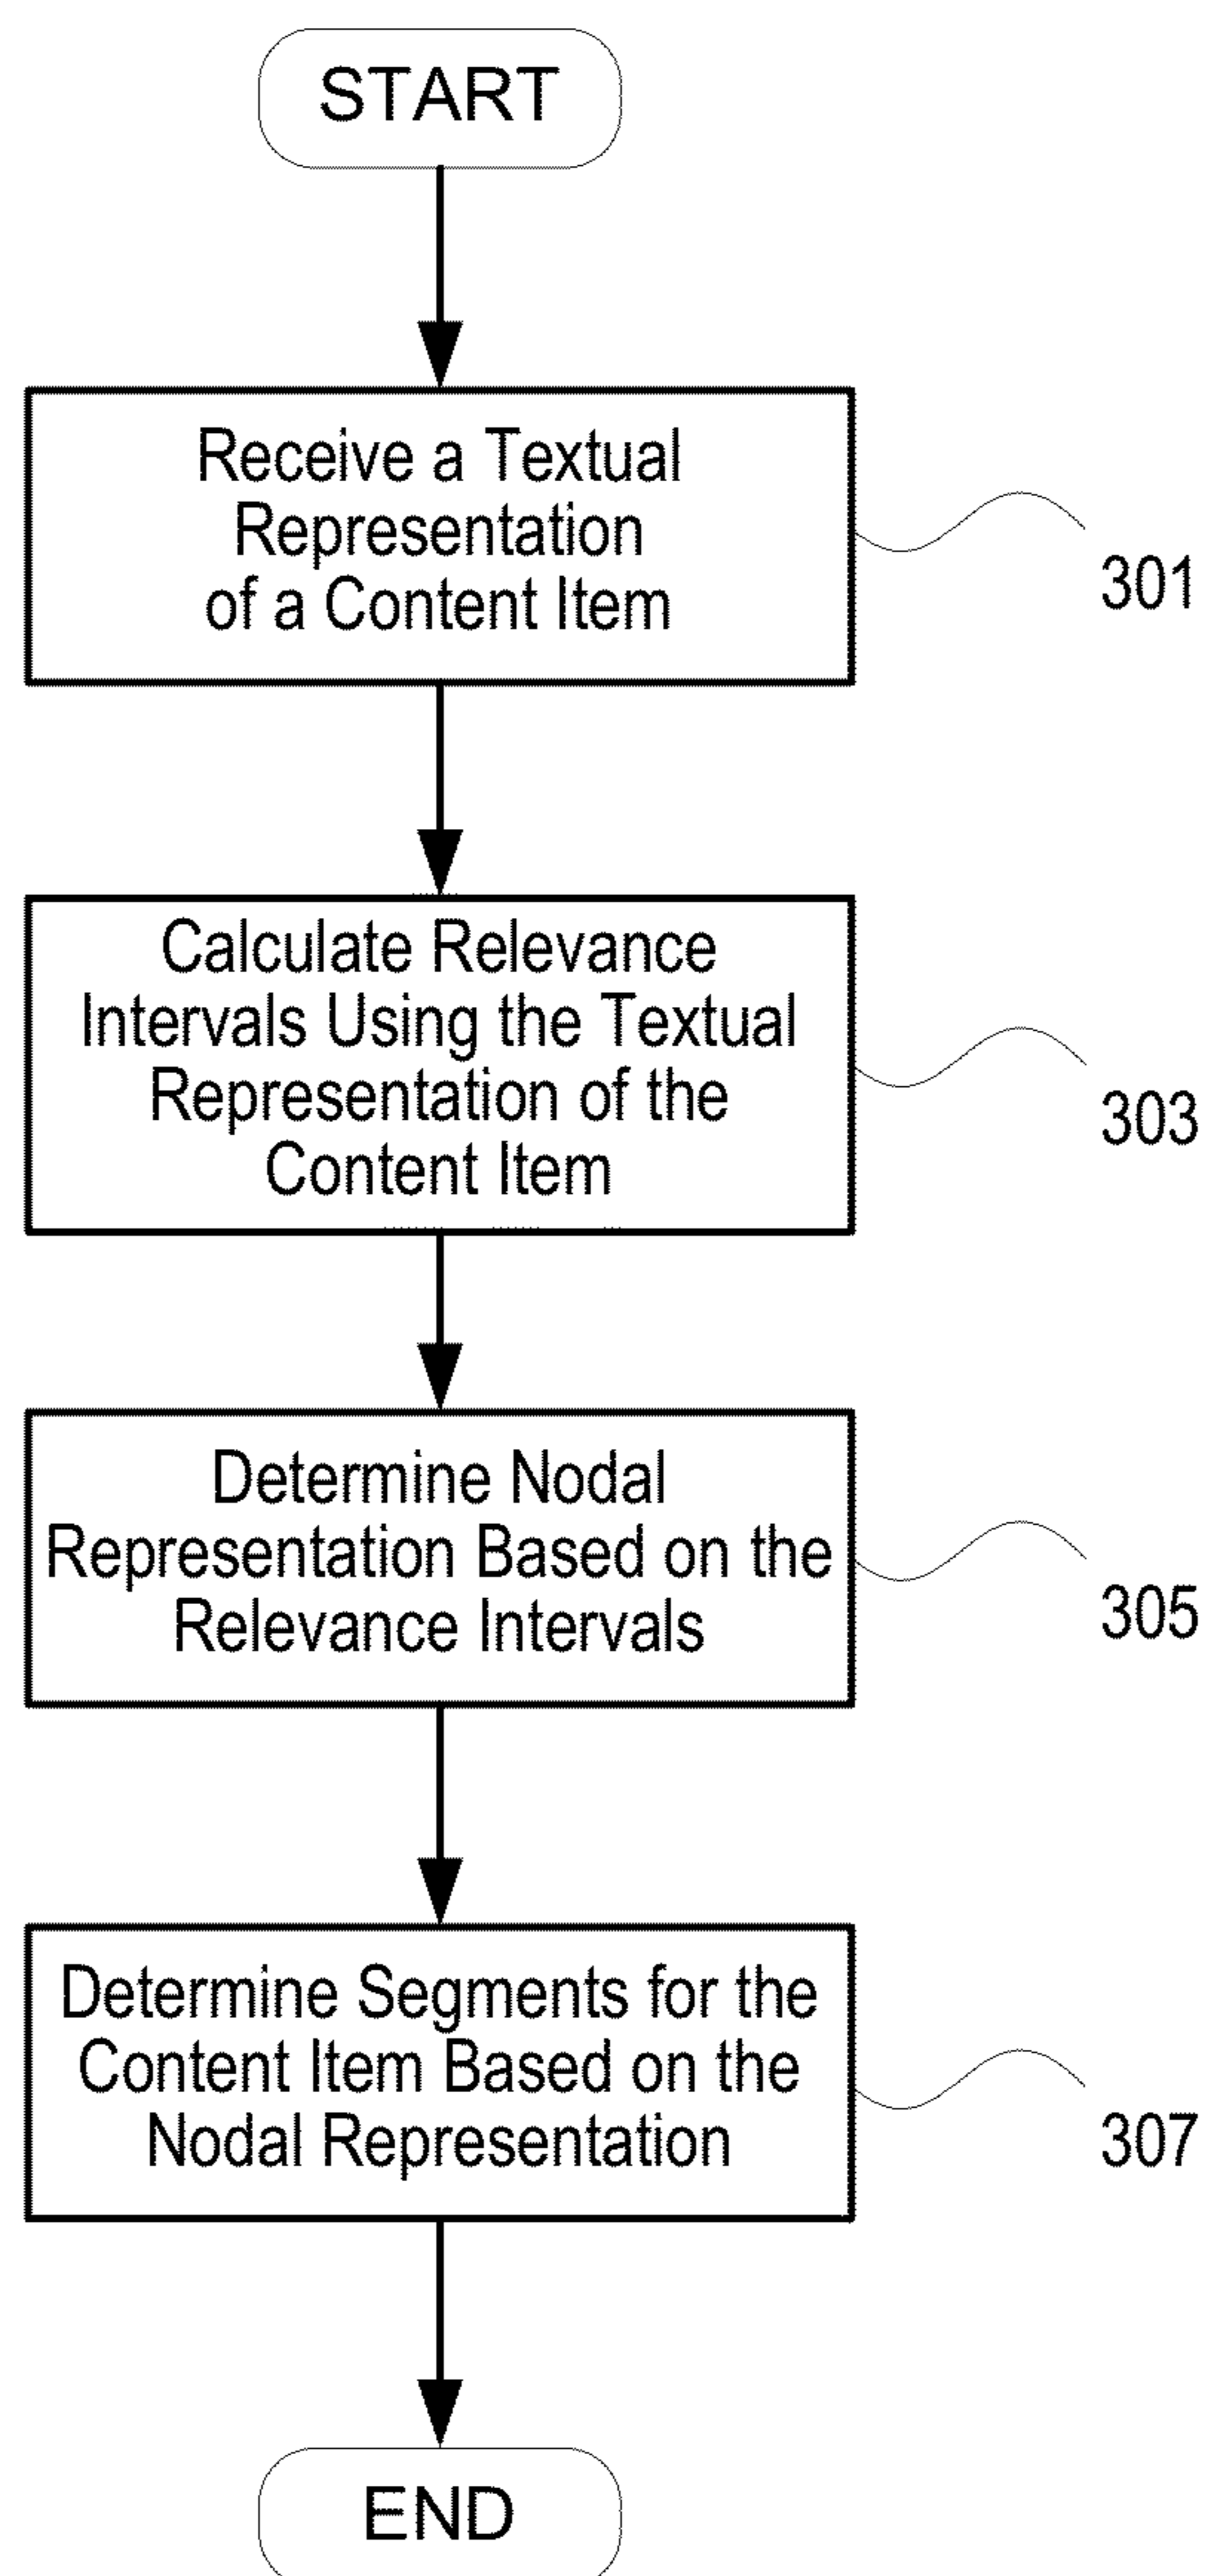 START
Receive a Textual
Representation
of a Content Item
301
Calculate Relevance
Intervals Using the Textual
Representation of the
Content Item
303
Determine Nodal
Representation Based on the
Relevance Intervals
305
Determine Segments for the
Content Item Based on the
Nodal Representation
307
END